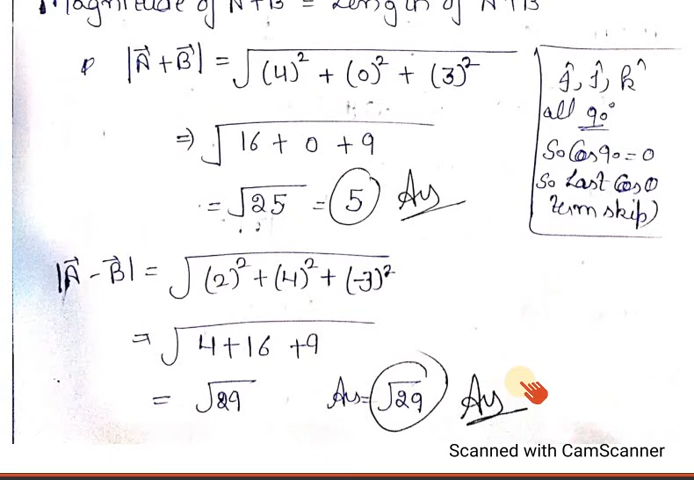 Magnitude of A+B = Length of A+B
|A⃗ + B⃗| = √(4)² + (0)² + (3)²
⇒ √16 + 0 + 9
= √25 = 5 Ans
î, ĵ, k^
all 90°
So Cos90 = 0
So Last Cosθ
term skip)
|A⃗ - B⃗| = √(2)² + (4)² + (-3)²
⇒ √4+16 +9
= √29 Ans= √29 Ans
Scanned with CamScanner